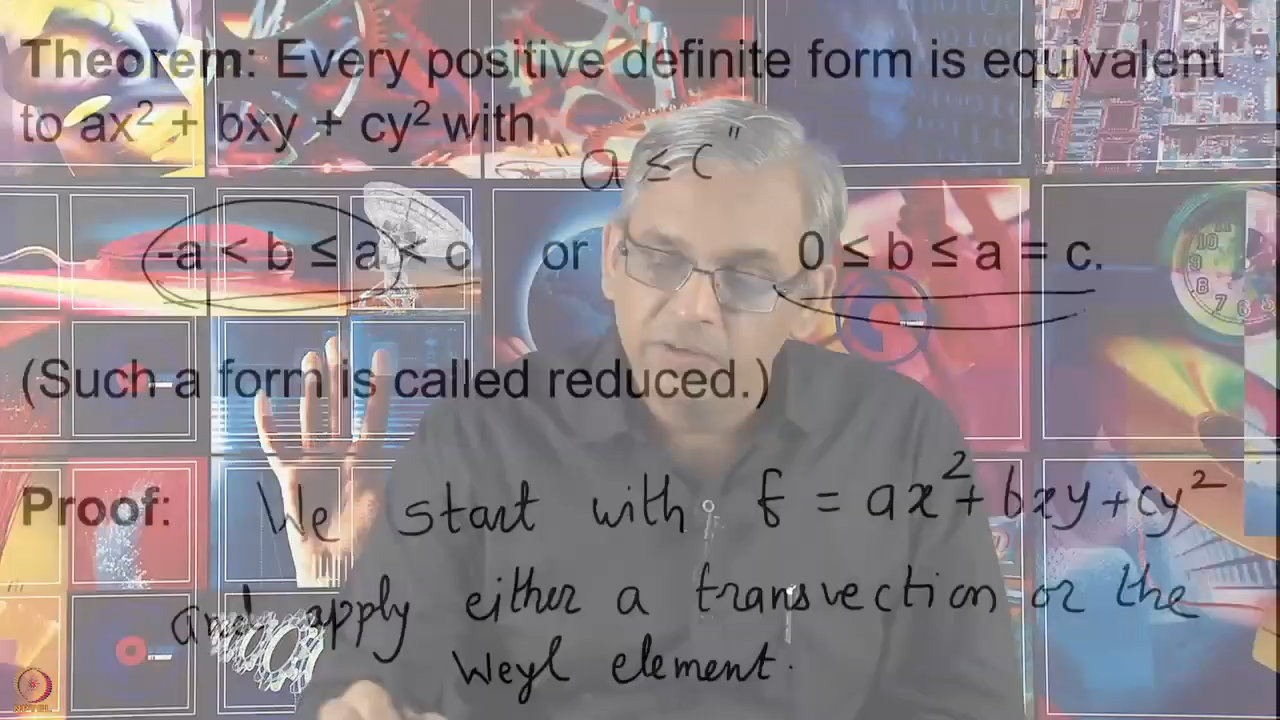 Theorem: Every positive definite form is equivalent
to ax² + bxy + cy² with
"a ≤ c"
-a < b ≤ a < c or 0 ≤ b ≤ a = c.
(Such a form is called reduced.)
Proof: We start with f = ax² + bxy + cy²
and apply either a transvection or the
Weyl element.
NPTEL